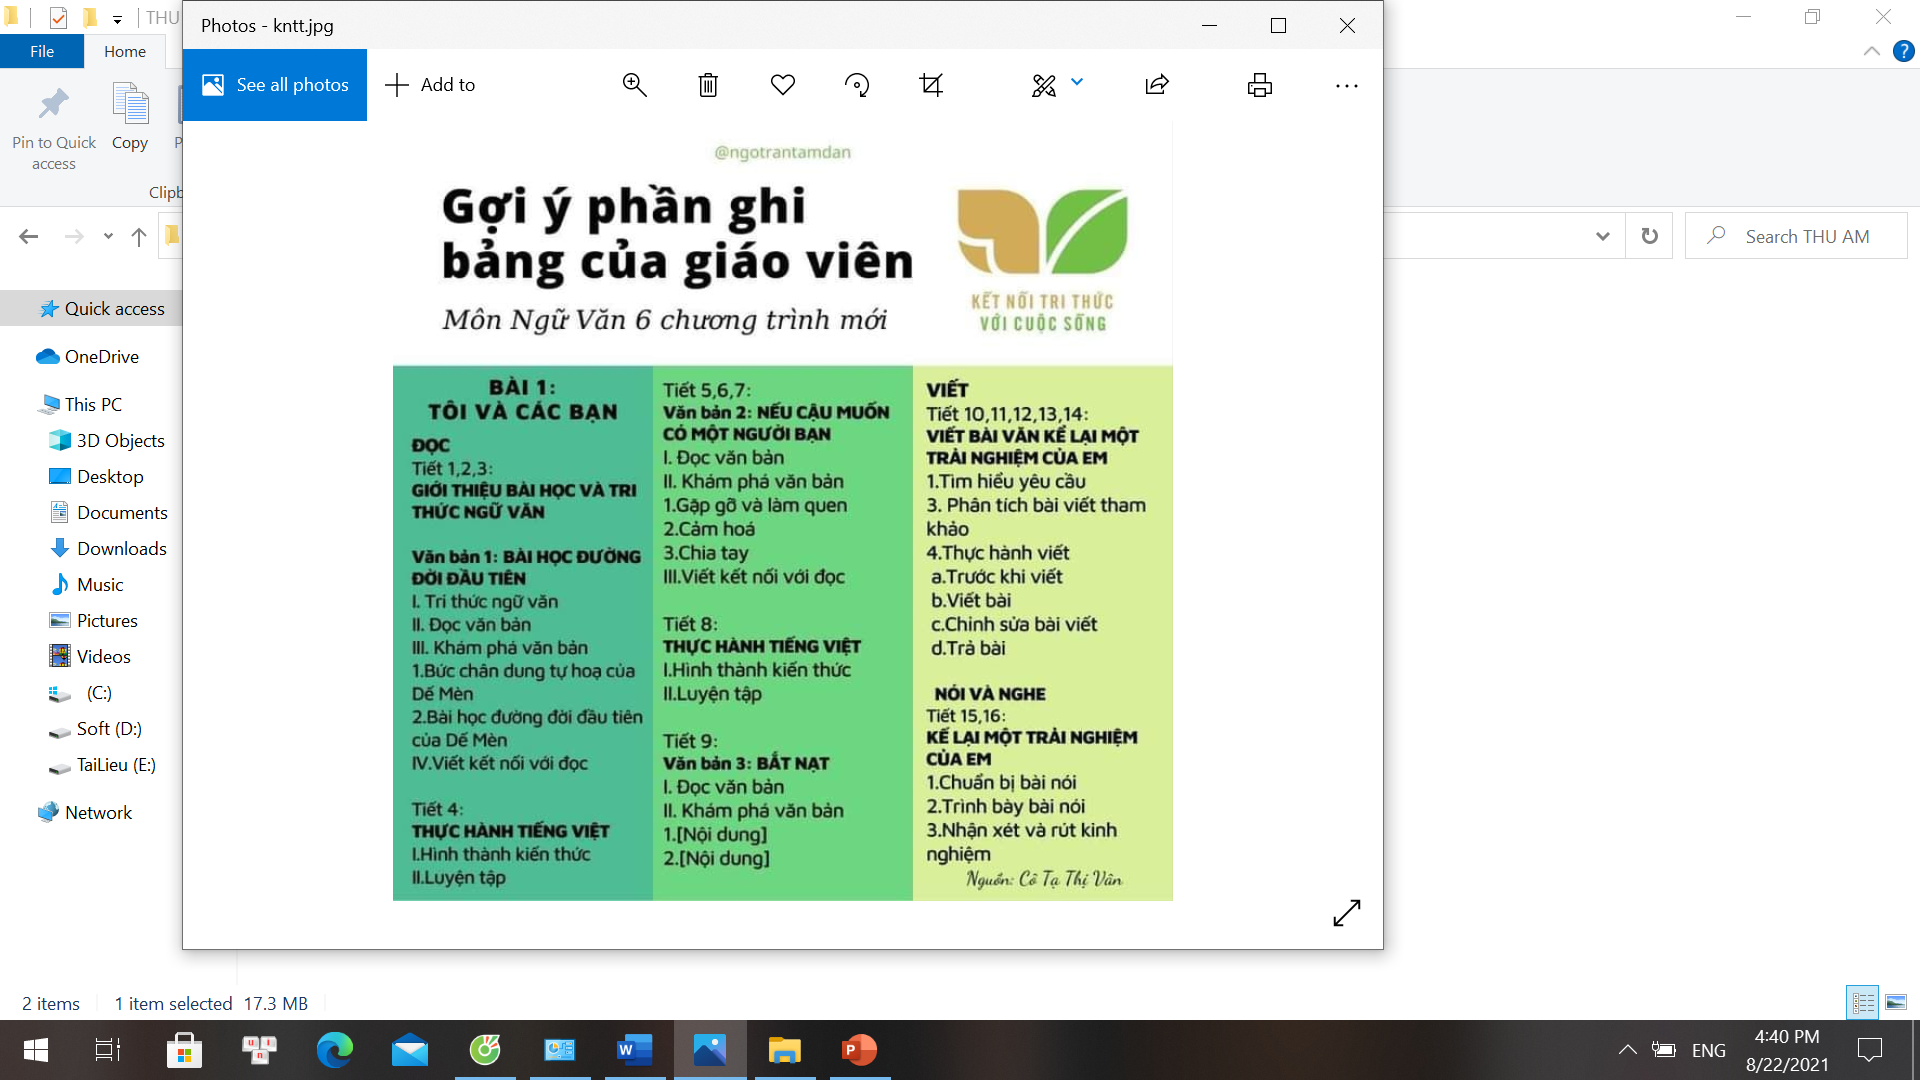 THU
Photos - kntt.jpg
File
Home
See all photos
Add to
Pin to Quick
access
Copy
P
Clipb
Search THU AM
Quick access
OneDrive
This PC
3D Objects
Desktop
Documents
Downloads
Music
Pictures
Videos
(C:)
Soft (D:)
TaiLieu (E:)
Network
@ngotrantamdan
Gợi ý phần ghi
bảng của giáo viên
Môn Ngữ Văn 6 chương trình mới
KẾT NỐI TRI THỨC
VỚI CUỘC SỐNG
BÀI 1:
TÔI VÀ CÁC BẠN
ĐỌC
Tiết 1,2,3:
GIỚI THIỆU BÀI HỌC VÀ TRI
THỨC NGỮ VĂN
Văn bản 1: BÀI HỌC ĐƯỜNG
ĐỜI ĐẦU TIÊN
I. Tri thức ngữ văn
II. Đọc văn bản
III. Khám phá văn bản
1.Bức chân dung tự hoạ của
Dế Mèn
2.Bài học đường đời đầu tiên
của Dế Mèn
IV.Viết kết nối với đọc
Tiết 4:
THỰC HÀNH TIẾNG VIỆT
I.Hình thành kiến thức
II.Luyện tập
Tiết 5,6,7:
Văn bản 2: NẾU CẬU MUỐN
CÓ MỘT NGƯỜI BẠN
I. Đọc văn bản
II. Khám phá văn bản
1.Gặp gỡ và làm quen
2.Cảm hoá
3.Chia tay
III.Viết kết nối với đọc
Tiết 8:
THỰC HÀNH TIẾNG VIỆT
I.Hình thành kiến thức
II.Luyện tập
Tiết 9:
Văn bản 3: BẮT NẠT
I. Đọc văn bản
II. Khám phá văn bản
1.[Nội dung]
2.[Nội dung]
VIẾT
Tiết 10,11,12,13,14:
VIẾT BÀI VĂN KỂ LẠI MỘT
TRẢI NGHIỆM CỦA EM
1.Tìm hiểu yêu cầu
3. Phân tích bài viết tham
khảo
4.Thực hành viết
a.Trước khi viết
b.Viết bài
c.Chỉnh sửa bài viết
d.Trả bài
NÓI VÀ NGHE
Tiết 15,16:
KỂ LẠI MỘT TRẢI NGHIỆM
CỦA EM
1.Chuẩn bị bài nói
2.Trình bày bài nói
3.Nhận xét và rút kinh
nghiệm
Nguồn: Cô Tạ Thị Vân
2 items
1 item selected 17.3 MB
ENG
4:40 PM
8/22/2021